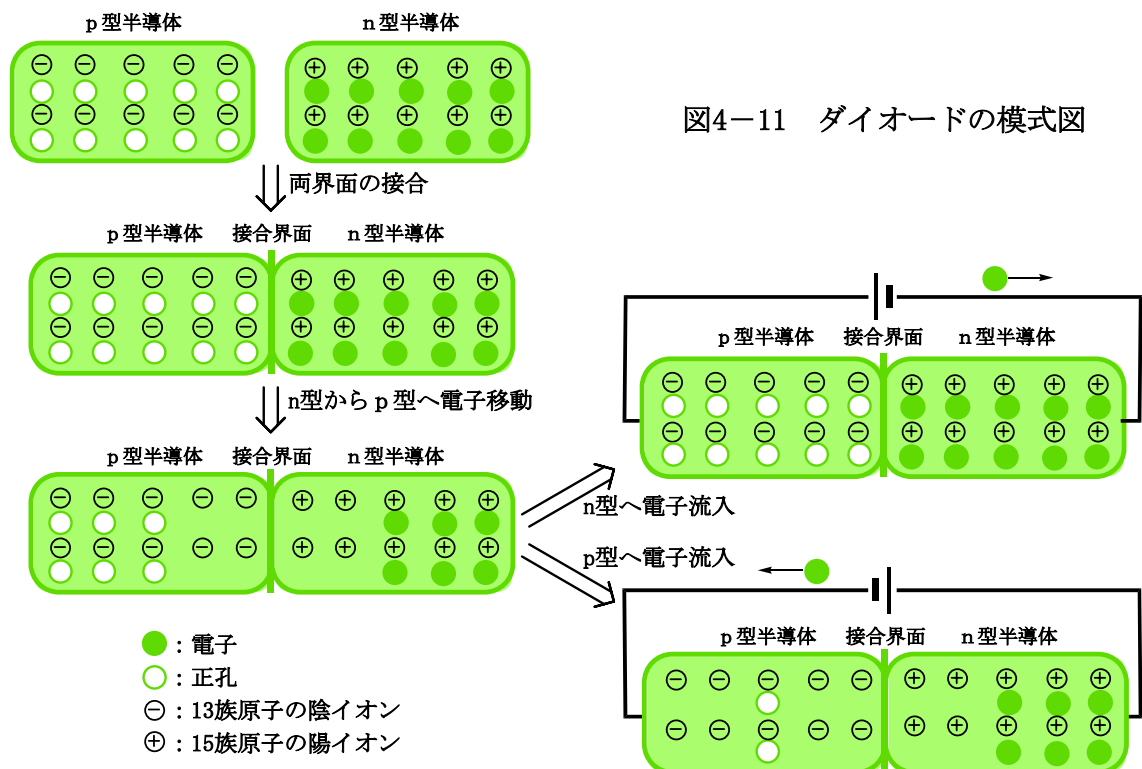 p型半導体
n型半導体
図4－11　ダイオードの模式図
両界面の接合
p型半導体　接合界面　n型半導体
n型からp型へ電子移動
p型半導体　接合界面　n型半導体
n型へ電子流入
p型へ電子流入
p型半導体　接合界面　n型半導体
p型半導体　接合界面　n型半導体
：電子
：正孔
：13族原子の陰イオン
：15族原子の陽イオン